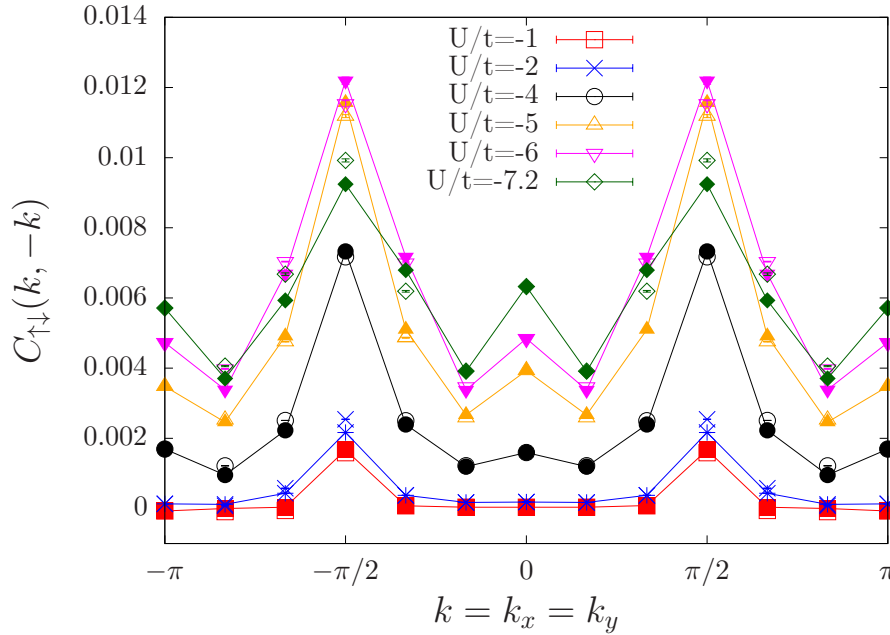 0.014
0.012
0.01
0.008
0.006
0.004
0.002
0
C↑↓(k, −k)
U/t=-1
U/t=-2
U/t=-4
U/t=-5
U/t=-6
U/t=-7.2
−π
−π/2
0
π/2
π
k = kx = ky